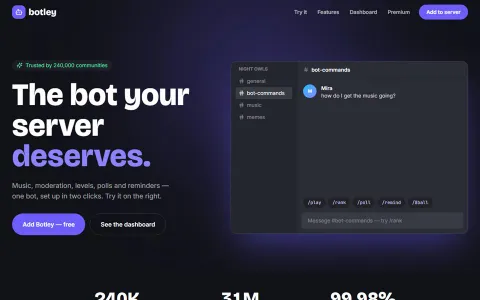 botley
Try it
Features
Dashboard
Premium
Add to server
Trusted by 240,000 communities
The bot your
server
deserves.
Music, moderation, levels, polls and reminders —
one bot, set up in two clicks. Try it on the right.
Add Botley — free
See the dashboard
NIGHT OWLS
# general
# bot-commands
# music
# memes
# bot-commands
M
Mira
how do I get the music going?
/play
/rank
/poll
/remind
/8ball
Message #bot-commands — try /rank
240K
31M
99.98%